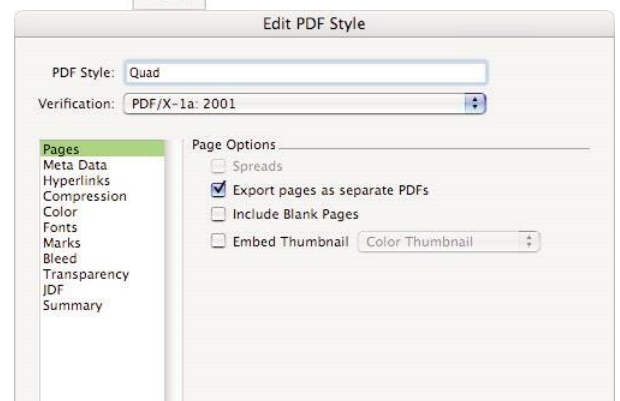 Edit PDF Style
PDF Style: Quad
Verification: PDF/X-1a: 2001
Pages
Meta Data
Hyperlinks
Compression
Color
Fonts
Marks
Bleed
Transparency
JDF
Summary
Page Options
Spreads
Export pages as separate PDFs
Include Blank Pages
Embed Thumbnail Color Thumbnail